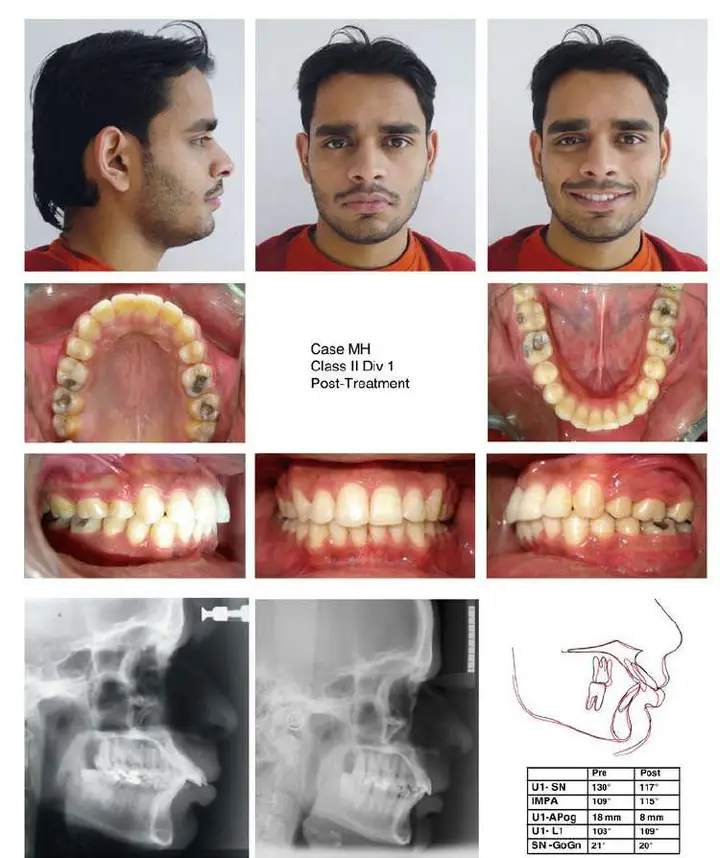 Case MH
Class II Div 1
Post-Treatment
Pre Post
U1- SN 130° 117°
IMPA 109° 115°
U1-APog 18 mm 8 mm
U1- L1 103° 109°
SN -GoGn 21° 20°